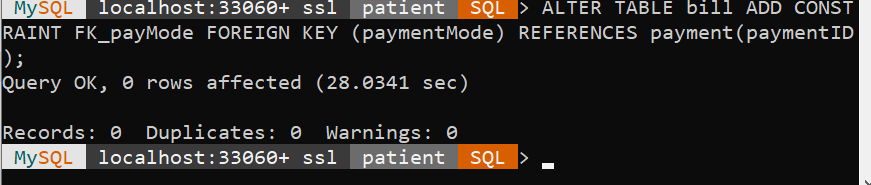 MySQL localhost:33060+ ssl patient SQL > ALTER TABLE bill ADD CONST
RAINT FK_payMode FOREIGN KEY (paymentMode) REFERENCES payment(paymentID
);
Query OK, 0 rows affected (28.0341 sec)
Records: 0 Duplicates: 0 Warnings: 0
MySQL localhost:33060+ ssl patient SQL >